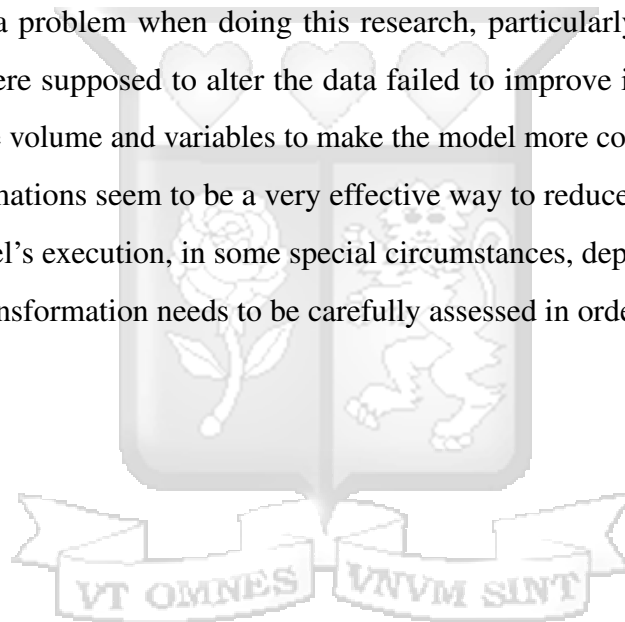 a problem when doing this research, particularly
ere supposed to alter the data failed to improve i
volume and variables to make the model more co
nations seem to be a very effective way to reduce
el's execution, in some special circumstances, dep
nsformation needs to be carefully assessed in orde
VT OMNES VNVM SINT